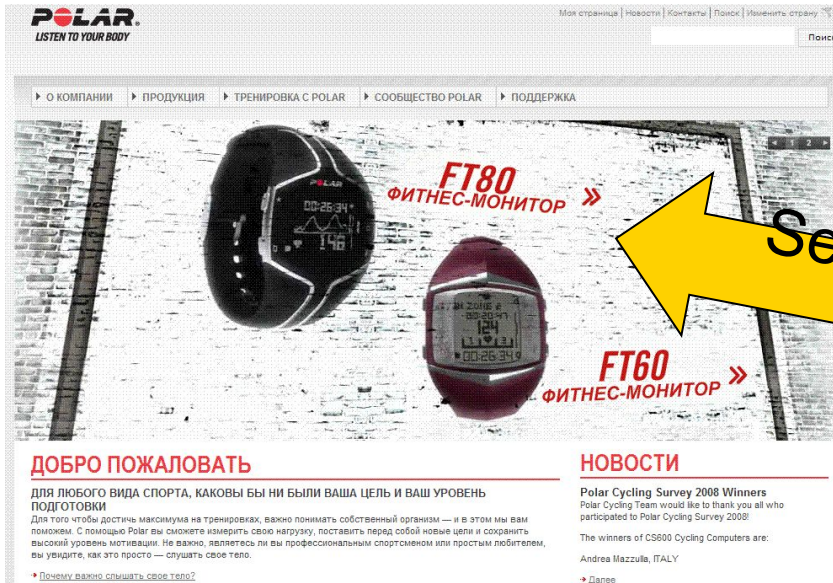 POLAR.
LISTEN TO YOUR BODY
Моя страница | Новости | Контакты | Поиск | Изменить страну
О КОМПАНИИ
ПРОДУКЦИЯ
ТРЕНИРОВКА С POLAR
СООБЩЕСТВО POLAR
ПОДДЕРЖКА
1 2
FT80
ФИТНЕС-МОНИТОР
POLAR
00:26:34
146
ZONE 2
00:20:47
124
00:26:34
FT60
ФИТНЕС-МОНИТОР
ДОБРО ПОЖАЛОВАТЬ
ДЛЯ ЛЮБОГО ВИДА СПОРТА, КАКОВЫ БЫ НИ БЫЛИ ВАША ЦЕЛЬ И ВАШ УРОВЕНЬ
ПОДГОТОВКИ
Для того чтобы достичь максимума на тренировках, важно понимать собственный организм — и в этом мы вам
поможем. С помощью Polar вы сможете измерить свою нагрузку, поставить перед собой новые цели и сохранить
высокий уровень мотивации. Не важно, являетесь ли вы профессиональным спортсменом или простым любителем,
вы увидите, как это просто — слушать свое тело.
Почему важно слышать свое тело?
НОВОСТИ
Polar Cycling Survey 2008 Winners
Polar Cycling Team would like to thank you all who
participated to Polar Cycling Survey 2008!
The winners of CS600 Cycling Computers are:
Andrea Mazzulla, ITALY
Далее